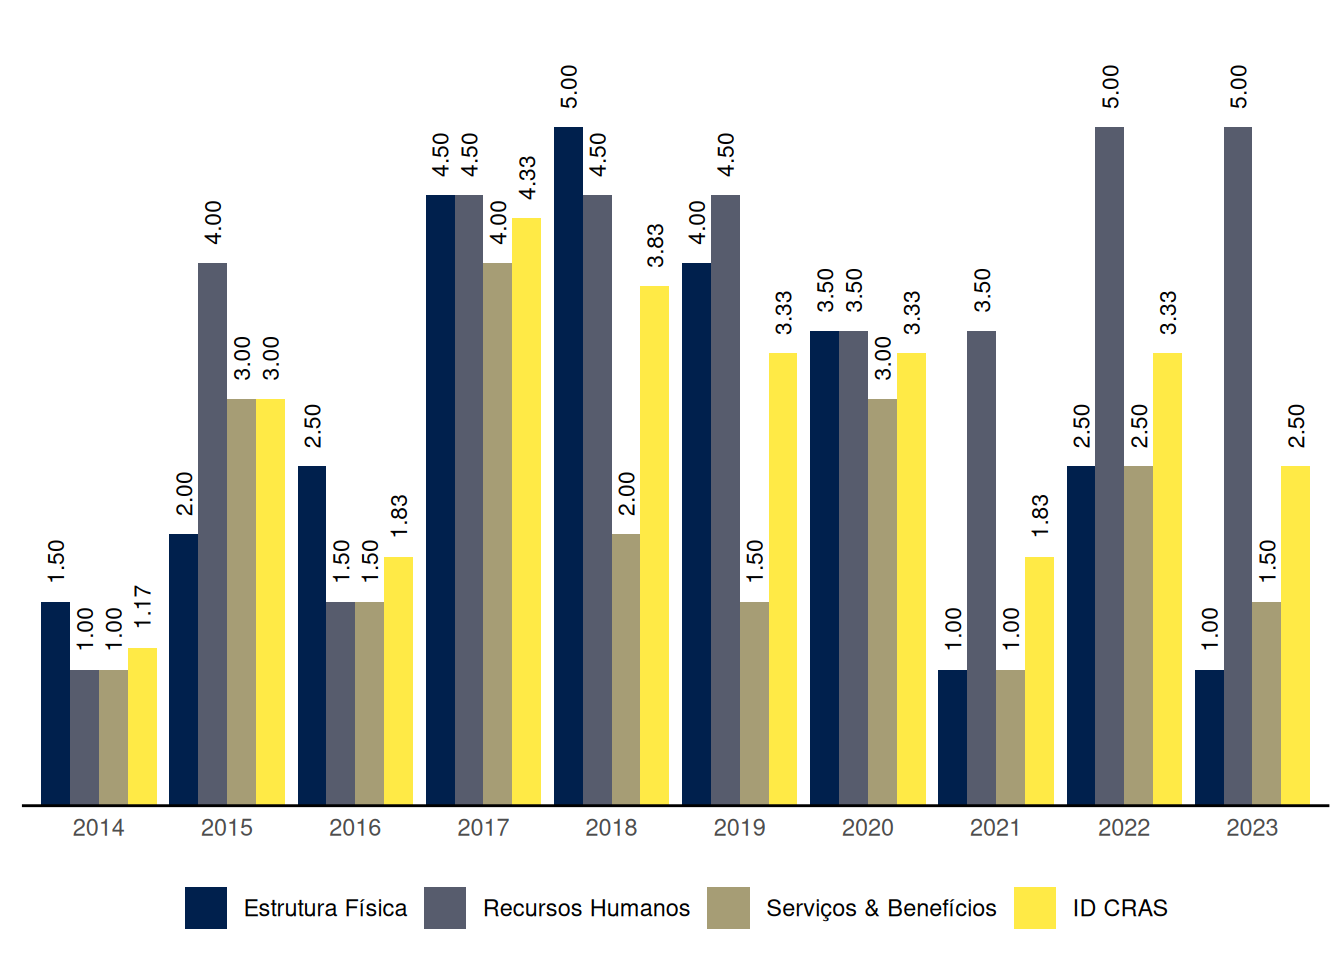 1.50 1.00 1.00 1.17
2.00 4.00 3.00 3.00
2.50 1.50 1.50 1.83
4.50 4.50 4.00 4.33
5.00 4.50 2.00 3.83
4.00 4.50 1.50 3.33
3.50 3.50 3.00 3.33
1.00 3.50 1.00 1.83
2.50 5.00 2.50 3.33
1.00 5.00 1.50 2.50
2014 2015 2016 2017 2018 2019 2020 2021 2022 2023
Estrutura Física Recursos Humanos Serviços & Benefícios ID CRAS